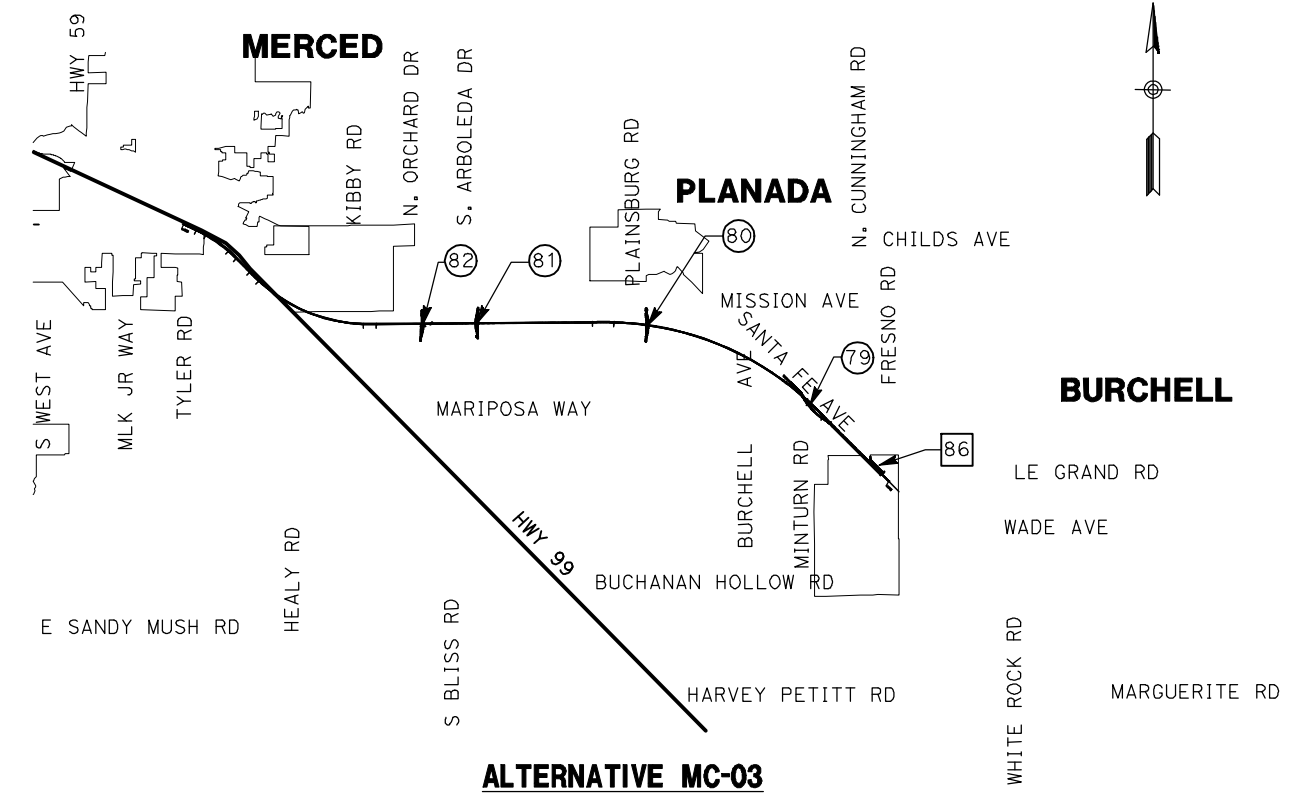 HWY 59
MERCED
KIBBY RD
N. ORCHARD DR
S. ARBOLEDA DR
PLAINSBURG RD
PLANADA
N. CUNNINGHAM RD
CHILDS AVE
80
82
81
MISSION AVE
SANTA FE AVE
FRESNO RD
79
S WEST AVE
MLK JR WAY
TYLER RD
MARIPOSA WAY
BURCHELL
86
BURCHELL AVE
MINTURN RD
LE GRAND RD
WADE AVE
HWY 99
HEALY RD
BUCHANAN HOLLOW RD
E SANDY MUSH RD
S BLISS RD
HARVEY PETITT RD
WHITE ROCK RD
MARGUERITE RD
ALTERNATIVE MC-03